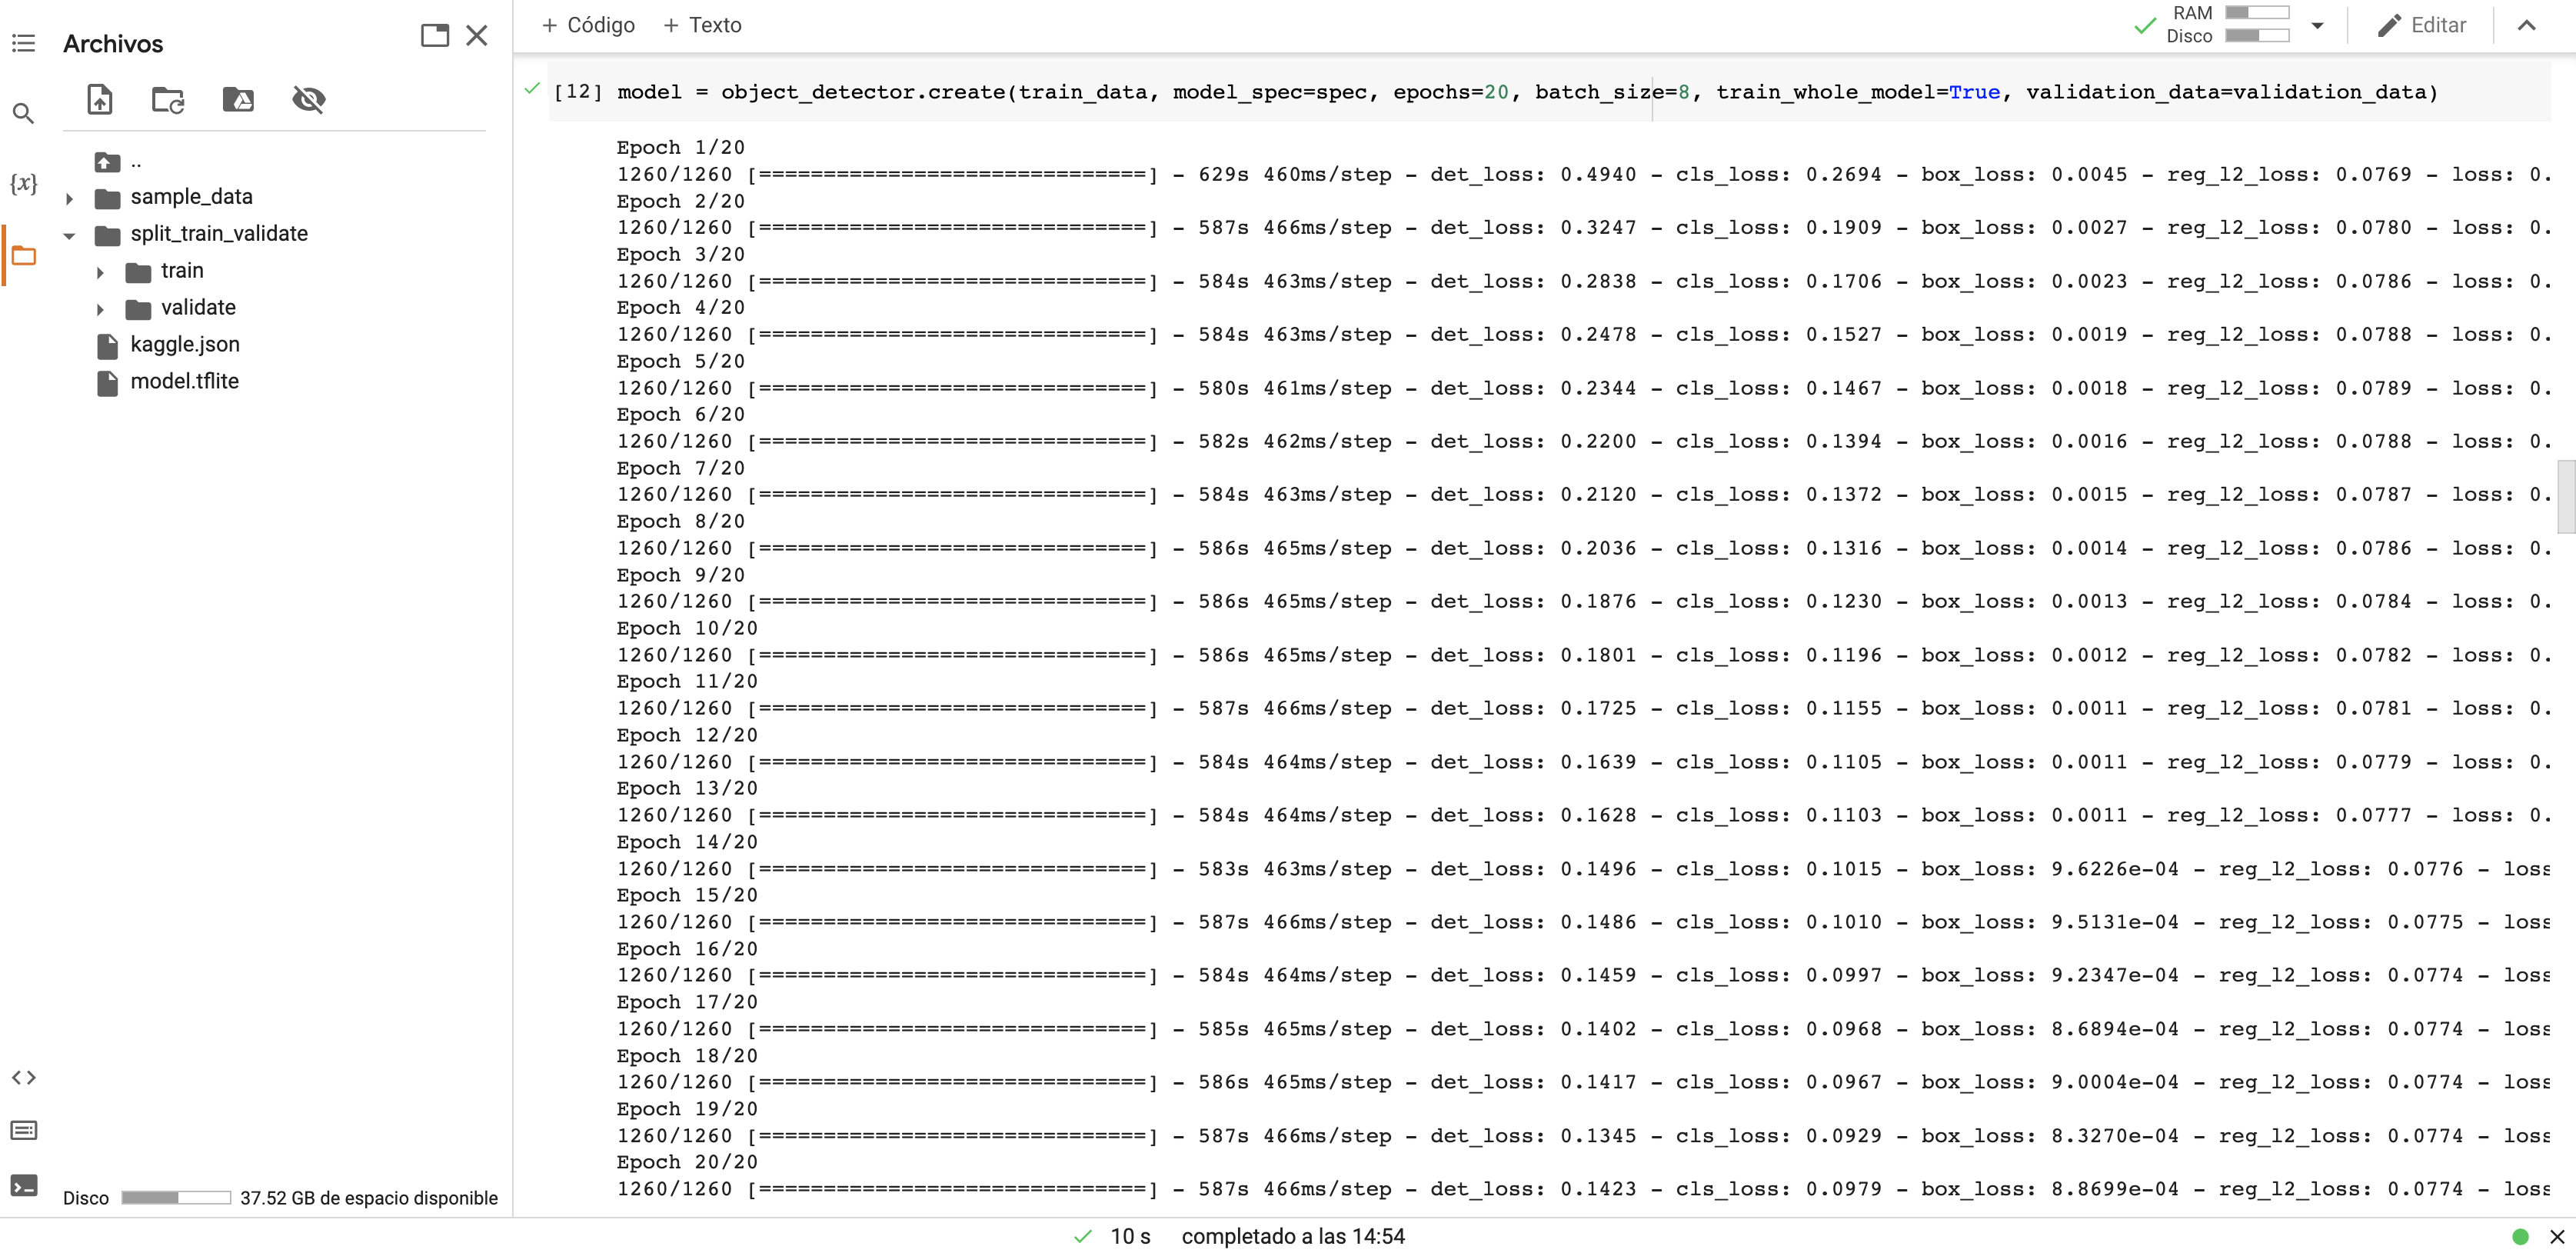 Archivos
..
sample_data
split_train_validate
train
validate
kaggle.json
model.tflite
Disco 37.52 GB de espacio disponible
+ Código + Texto
RAM
Disco
Editar
[12] model = object_detector.create(train_data, model_spec=spec, epochs=20, batch_size=8, train_whole_model=True, validation_data=validation_data)
Epoch 1/20
1260/1260 [==============================] - 629s 460ms/step - det_loss: 0.4940 - cls_loss: 0.2694 - box_loss: 0.0045 - reg_l2_loss: 0.0769 - loss: 0.
Epoch 2/20
1260/1260 [==============================] - 587s 466ms/step - det_loss: 0.3247 - cls_loss: 0.1909 - box_loss: 0.0027 - reg_l2_loss: 0.0780 - loss: 0.
Epoch 3/20
1260/1260 [==============================] - 584s 463ms/step - det_loss: 0.2838 - cls_loss: 0.1706 - box_loss: 0.0023 - reg_l2_loss: 0.0786 - loss: 0.
Epoch 4/20
1260/1260 [==============================] - 584s 463ms/step - det_loss: 0.2478 - cls_loss: 0.1527 - box_loss: 0.0019 - reg_l2_loss: 0.0788 - loss: 0.
Epoch 5/20
1260/1260 [==============================] - 580s 461ms/step - det_loss: 0.2344 - cls_loss: 0.1467 - box_loss: 0.0018 - reg_l2_loss: 0.0789 - loss: 0.
Epoch 6/20
1260/1260 [==============================] - 582s 462ms/step - det_loss: 0.2200 - cls_loss: 0.1394 - box_loss: 0.0016 - reg_l2_loss: 0.0788 - loss: 0.
Epoch 7/20
1260/1260 [==============================] - 584s 463ms/step - det_loss: 0.2120 - cls_loss: 0.1372 - box_loss: 0.0015 - reg_l2_loss: 0.0787 - loss: 0.
Epoch 8/20
1260/1260 [==============================] - 586s 465ms/step - det_loss: 0.2036 - cls_loss: 0.1316 - box_loss: 0.0014 - reg_l2_loss: 0.0786 - loss: 0.
Epoch 9/20
1260/1260 [==============================] - 586s 465ms/step - det_loss: 0.1876 - cls_loss: 0.1230 - box_loss: 0.0013 - reg_l2_loss: 0.0784 - loss: 0.
Epoch 10/20
1260/1260 [==============================] - 586s 465ms/step - det_loss: 0.1801 - cls_loss: 0.1196 - box_loss: 0.0012 - reg_l2_loss: 0.0782 - loss: 0.
Epoch 11/20
1260/1260 [==============================] - 587s 466ms/step - det_loss: 0.1725 - cls_loss: 0.1155 - box_loss: 0.0011 - reg_l2_loss: 0.0781 - loss: 0.
Epoch 12/20
1260/1260 [==============================] - 584s 464ms/step - det_loss: 0.1639 - cls_loss: 0.1105 - box_loss: 0.0011 - reg_l2_loss: 0.0779 - loss: 0.
Epoch 13/20
1260/1260 [==============================] - 584s 464ms/step - det_loss: 0.1628 - cls_loss: 0.1103 - box_loss: 0.0011 - reg_l2_loss: 0.0777 - loss: 0.
Epoch 14/20
1260/1260 [==============================] - 583s 463ms/step - det_loss: 0.1496 - cls_loss: 0.1015 - box_loss: 9.6226e-04 - reg_l2_loss: 0.0776 - loss
Epoch 15/20
1260/1260 [==============================] - 587s 466ms/step - det_loss: 0.1486 - cls_loss: 0.1010 - box_loss: 9.5131e-04 - reg_l2_loss: 0.0775 - loss
Epoch 16/20
1260/1260 [==============================] - 584s 464ms/step - det_loss: 0.1459 - cls_loss: 0.0997 - box_loss: 9.2347e-04 - reg_l2_loss: 0.0774 - loss
Epoch 17/20
1260/1260 [==============================] - 585s 465ms/step - det_loss: 0.1402 - cls_loss: 0.0968 - box_loss: 8.6894e-04 - reg_l2_loss: 0.0774 - loss
Epoch 18/20
1260/1260 [==============================] - 586s 465ms/step - det_loss: 0.1417 - cls_loss: 0.0967 - box_loss: 9.0004e-04 - reg_l2_loss: 0.0774 - loss
Epoch 19/20
1260/1260 [==============================] - 587s 466ms/step - det_loss: 0.1345 - cls_loss: 0.0929 - box_loss: 8.3270e-04 - reg_l2_loss: 0.0774 - loss
Epoch 20/20
1260/1260 [==============================] - 587s 466ms/step - det_loss: 0.1423 - cls_loss: 0.0979 - box_loss: 8.8699e-04 - reg_l2_loss: 0.0774 - loss
10 s completado a las 14:54